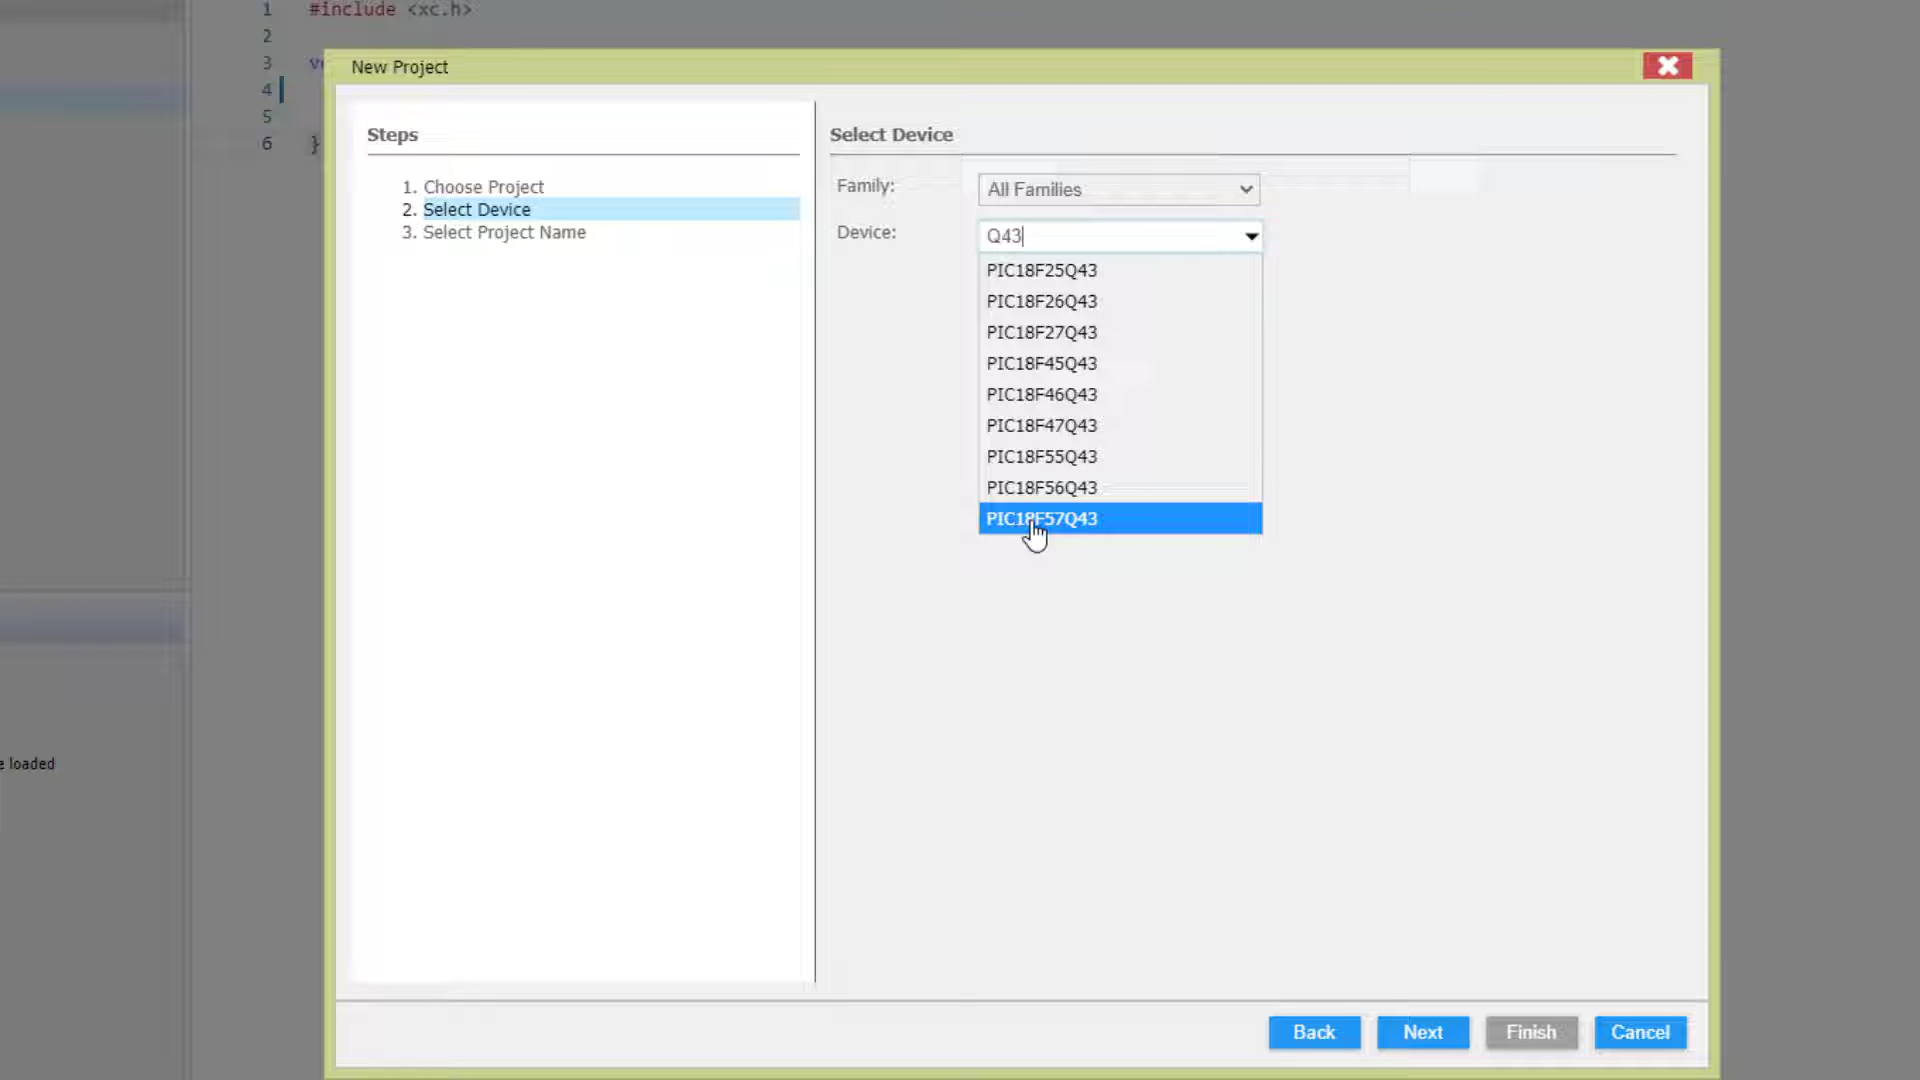 1 #include <xc.h>
2
3
4
5
6 }
New Project
Steps
1. Choose Project
2. Select Device
3. Select Project Name
Select Device
Family:
All Families
Device:
Q43
PIC18F25Q43
PIC18F26Q43
PIC18F27Q43
PIC18F45Q43
PIC18F46Q43
PIC18F47Q43
PIC18F55Q43
PIC18F56Q43
PIC18F57Q43
loaded
Back
Next
Finish
Cancel